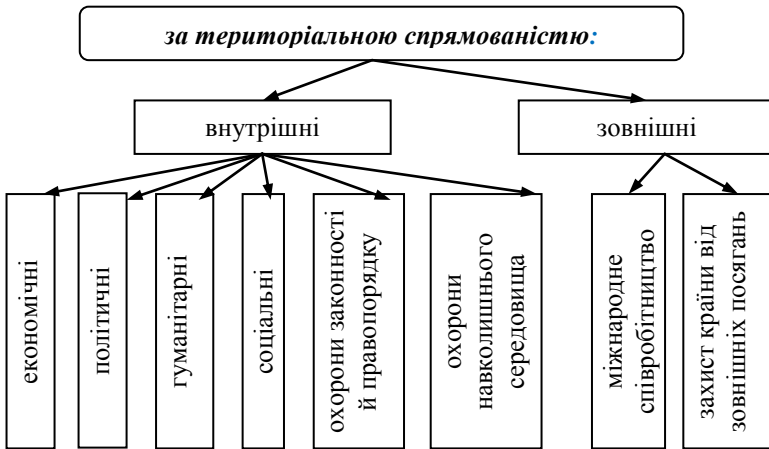 за територіальною спрямованістю:
внутрішні
зовнішні
економічні
політичні
гуманітарні
соціальні
охорони законності
й правопорядку
охорони
навколишнього
середовища
міжнародне
співробітництво
захист країни від
зовнішніх посягань